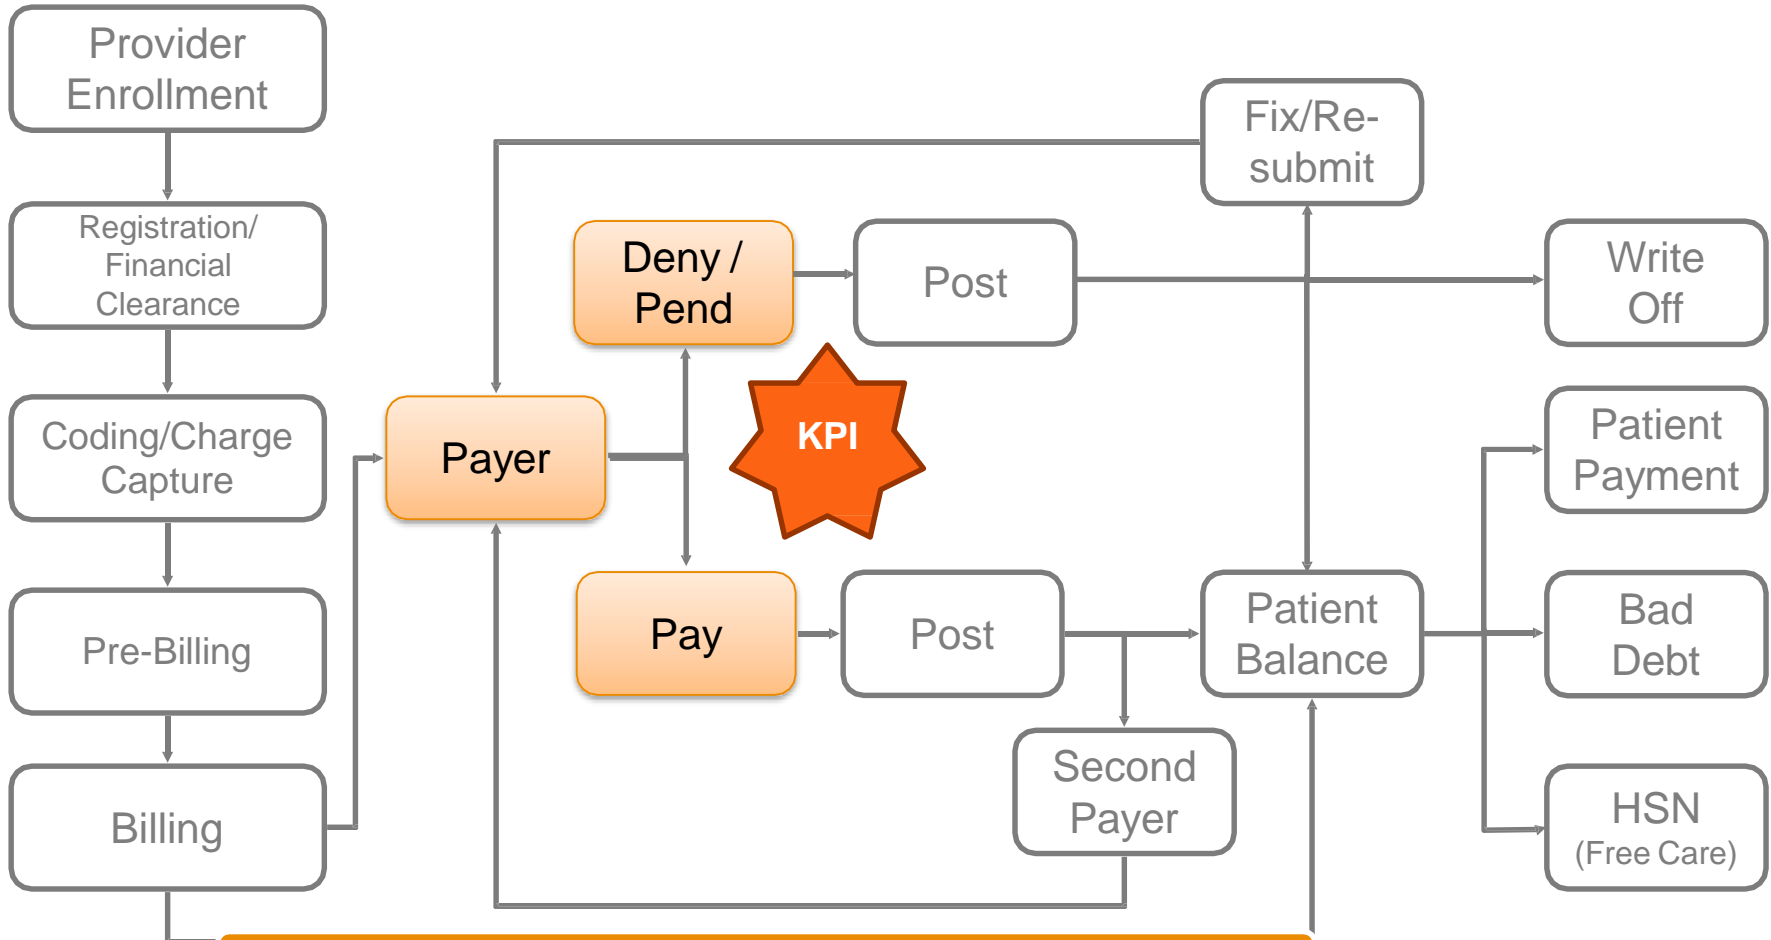 Provider
Enrollment
Registration/
Financial
Clearance
Coding/Charge
Capture
Pre-Billing
Billing
Payer
Deny /
Pend
KPI
Pay
Post
Post
Second
Payer
Fix/Re-
submit
Patient
Balance
Write
Off
Patient
Payment
Bad
Debt
HSN
(Free Care)